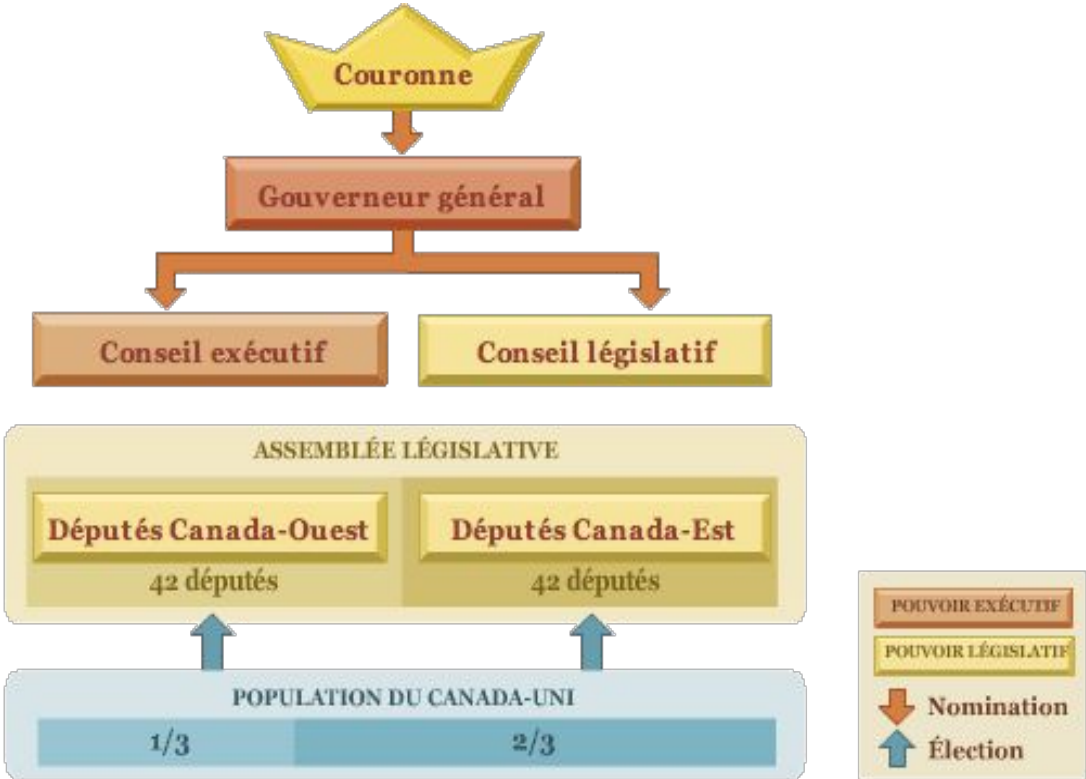 Couronne
Gouverneur général
Conseil exécutif
Conseil législatif
ASSEMBLÉE LÉGISLATIVE
Députés Canada-Ouest
Députés Canada-Est
42 députés
42 députés
POPULATION DU CANADA-UNI
1/3
2/3
POUVOIR EXÉCUTIF
POUVOIR LÉGISLATIF
Nomination
Élection